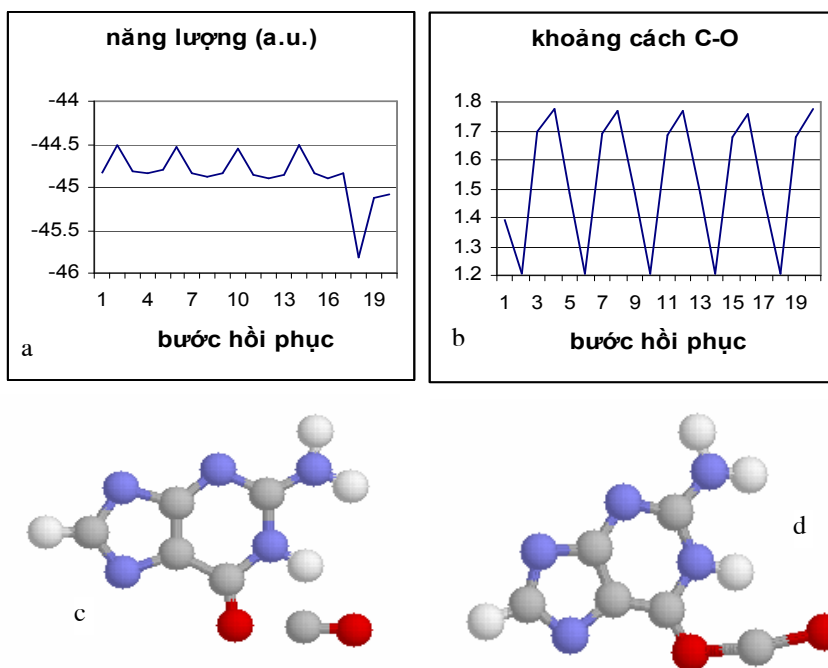 năng lượng (a.u.)
-44
-44.5
-45
-45.5
-46
1 4 7 10 13 16 19
bước hồi phục
a
khoảng cách C-O
1.8
1.7
1.6
1.5
1.4
1.3
1.2
1 3 5 7 9 11 13 15 17 19
bước hồi phục
b
c
d